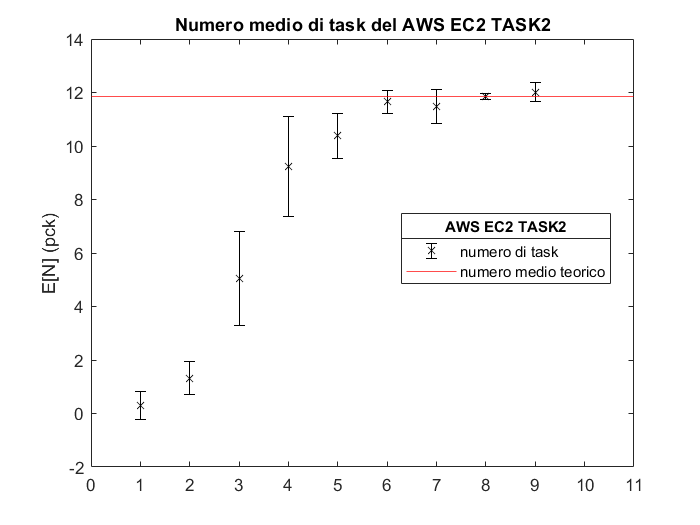 Numero medio di task del AWS EC2 TASK2
14
12
10
8
6
4
2
0
-2
E[N] (pck)
AWS EC2 TASK2
numero di task
numero medio teorico
0 1 2 3 4 5 6 7 8 9 10 11